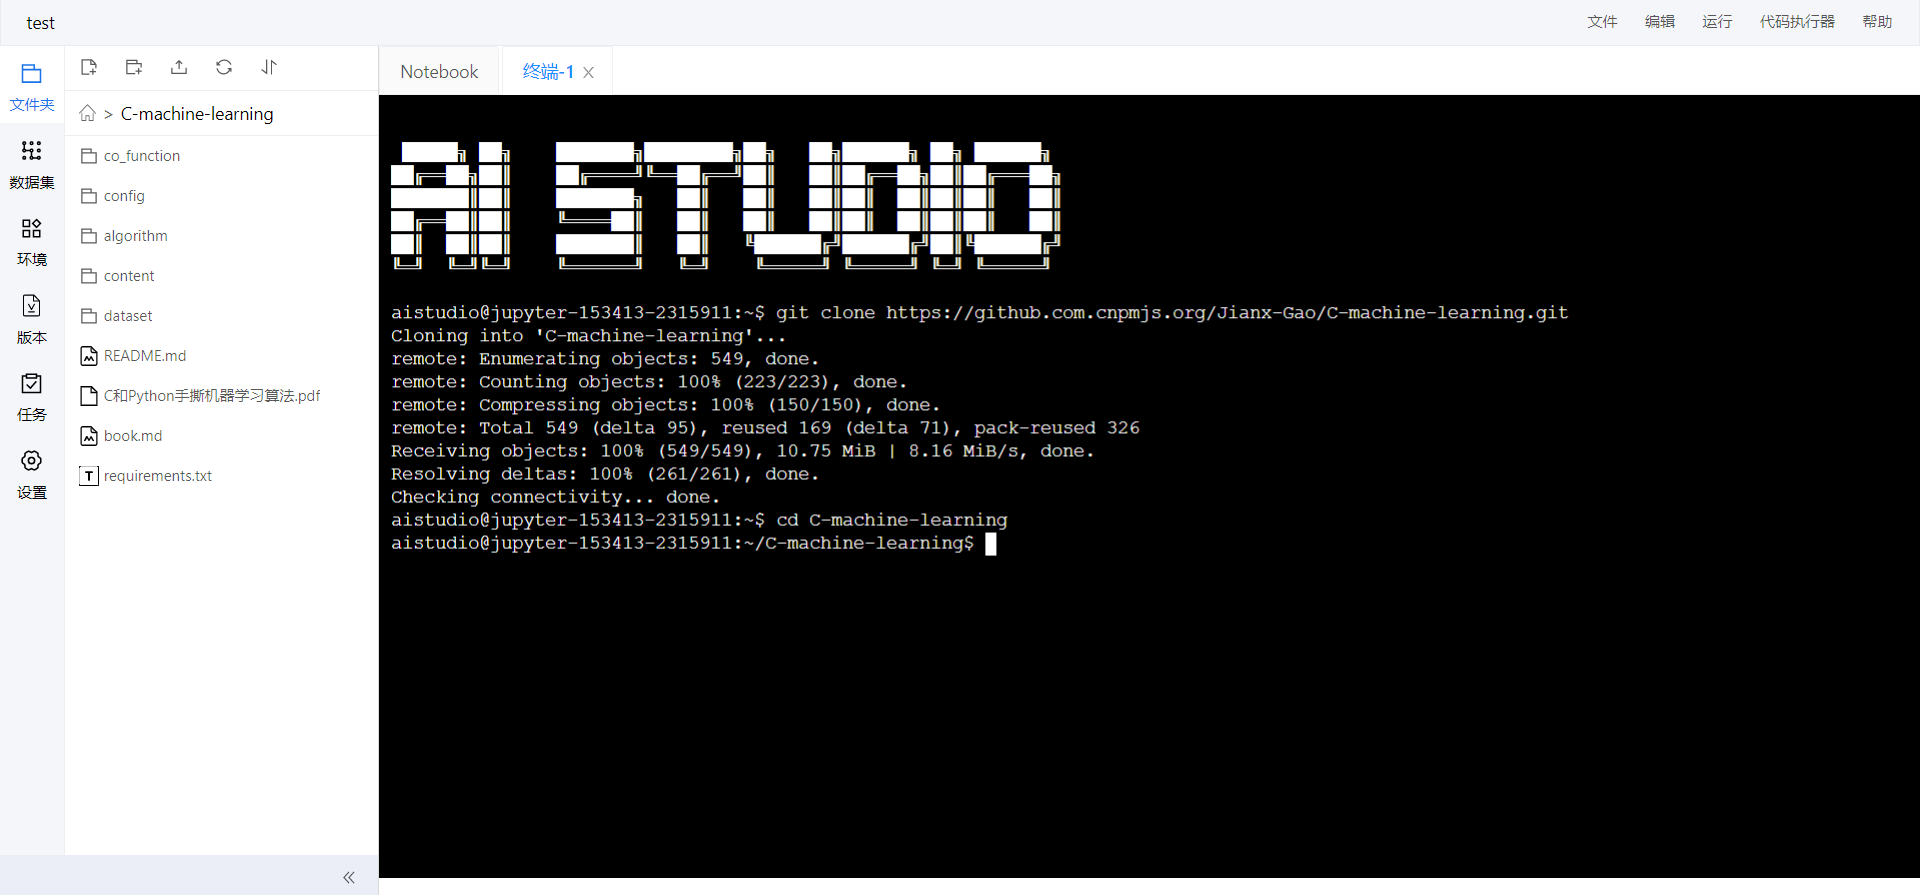 test
文件 编辑 运行 代码执行器 帮助
文件夹
数据集
环境
版本
任务
设置
> C-machine-learning
co_function
config
algorithm
content
dataset
README.md
C和Python手撕机器学习算法.pdf
book.md
T requirements.txt
Notebook 终端-1
AI STUDIO
aistudio@jupyter-153413-2315911:~$ git clone https://github.com.cnpmjs.org/Jianx-Gao/C-machine-learning.git
Cloning into 'C-machine-learning'...
remote: Enumerating objects: 549, done.
remote: Counting objects: 100% (223/223), done.
remote: Compressing objects: 100% (150/150), done.
remote: Total 549 (delta 95), reused 169 (delta 71), pack-reused 326
Receiving objects: 100% (549/549), 10.75 MiB | 8.16 MiB/s, done.
Resolving deltas: 100% (261/261), done.
Checking connectivity... done.
aistudio@jupyter-153413-2315911:~$ cd C-machine-learning
aistudio@jupyter-153413-2315911:~/C-machine-learning$